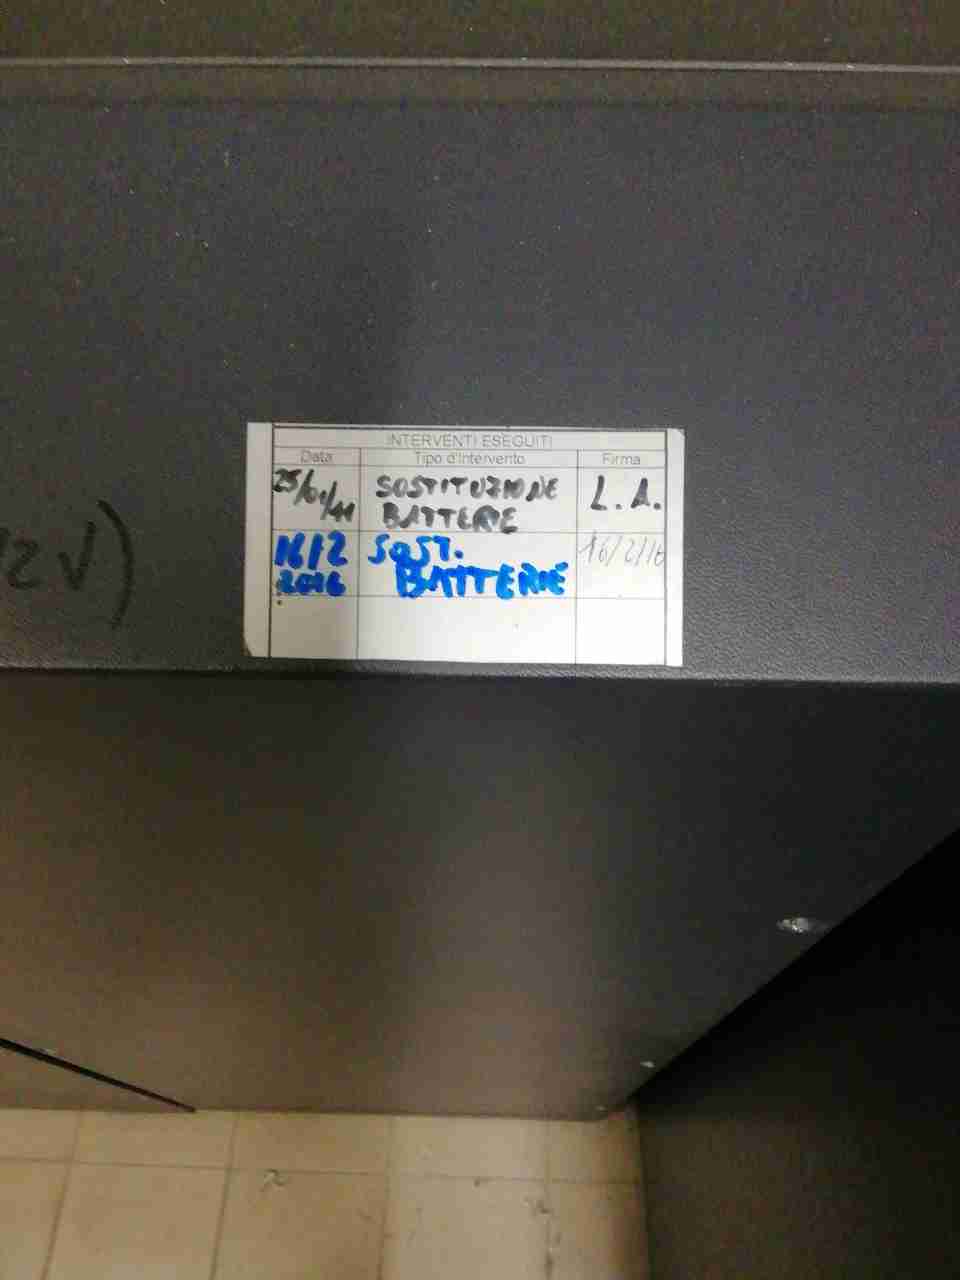 INTERVENTI ESEGUITI
Data Tipo d'Intervento Firma
25/01/11 SOSTITUZIONE BATTERIE L. A.
16/2 2016 SOST. BATTERIE 16/2/16
12V)